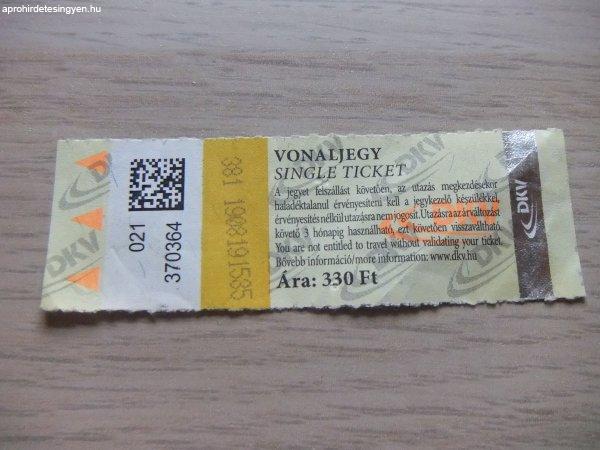 aprohirdetesingyen.hu
VONALJEGY
SINGLE TICKET
A jegyet felszállást követően, az utazás megkezdésekor
haladéktalanul érvényesíteni kell a jegykezelő készülékkel,
érvényesítés nélkül utazásra nem jogosít. Utazásra az árváltozást
követő 3 hónapig használható, ezt követően visszaváltható.
You are not entitled to travel without validating your ticket.
Bővebb információ/more information: www.dkv.hu
Ára: 330 Ft
021
370364
DKV
DKV
DKV